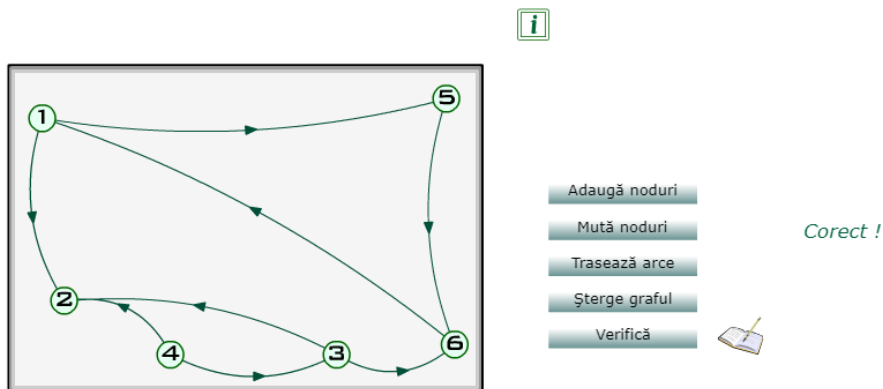 i
1
5
Adaugă noduri
Mută noduri
Corect !
Trasează arce
2
Șterge graful
Verifică
4
3
6